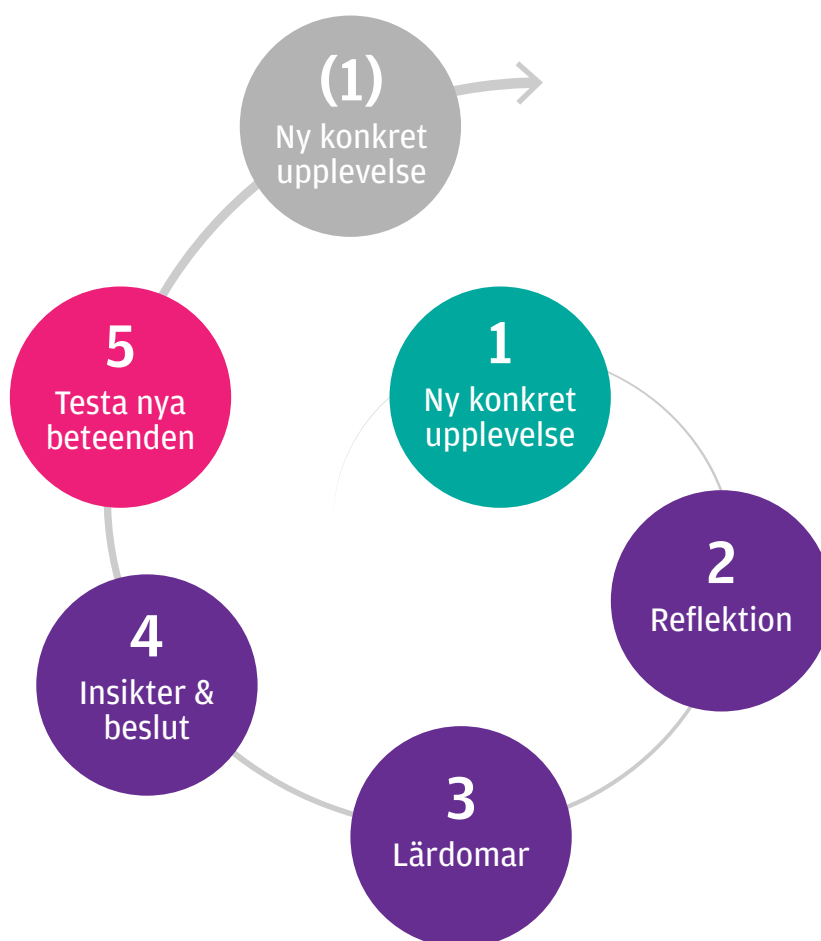 (1)
Ny konkret
upplevelse
1
Ny konkret
upplevelse
2
Reflektion
3
Lärdomar
4
Insikter &
beslut
5
Testa nya
beteenden